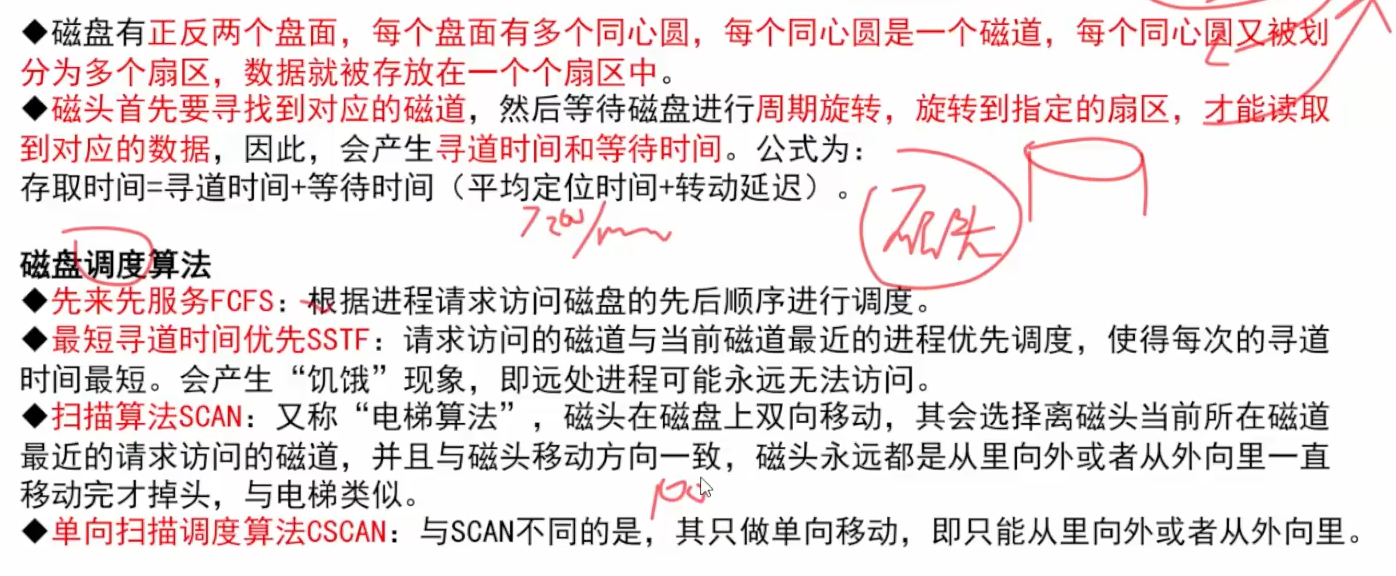 ◆磁盘有正反两个盘面，每个盘面有多个同心圆，每个同心圆是一个磁道，每个同心圆又被划
分为多个扇区，数据就被存放在一个个扇区中。
◆磁头首先要寻找到对应的磁道，然后等待磁盘进行周期旋转，旋转到指定的扇区，才能读取
到对应的数据，因此，会产生寻道时间和等待时间。公式为：
存取时间=寻道时间+等待时间（平均定位时间+转动延迟）。
磁头
磁盘调度算法
◆先来先服务FCFS：根据进程请求访问磁盘的先后顺序进行调度。
◆最短寻道时间优先SSTF：请求访问的磁道与当前磁道最近的进程优先调度，使得每次的寻道
时间最短。会产生“饥饿”现象，即远处进程可能永远无法访问。
◆扫描算法SCAN：又称“电梯算法”，磁头在磁盘上双向移动，其会选择离磁头当前所在磁道
最近的请求访问的磁道，并且与磁头移动方向一致，磁头永远都是从里向外或者从外向里一直
移动完才掉头，与电梯类似。
◆单向扫描调度算法CSCAN：与SCAN不同的是，其只做单向移动，即只能从里向外或者从外向里。